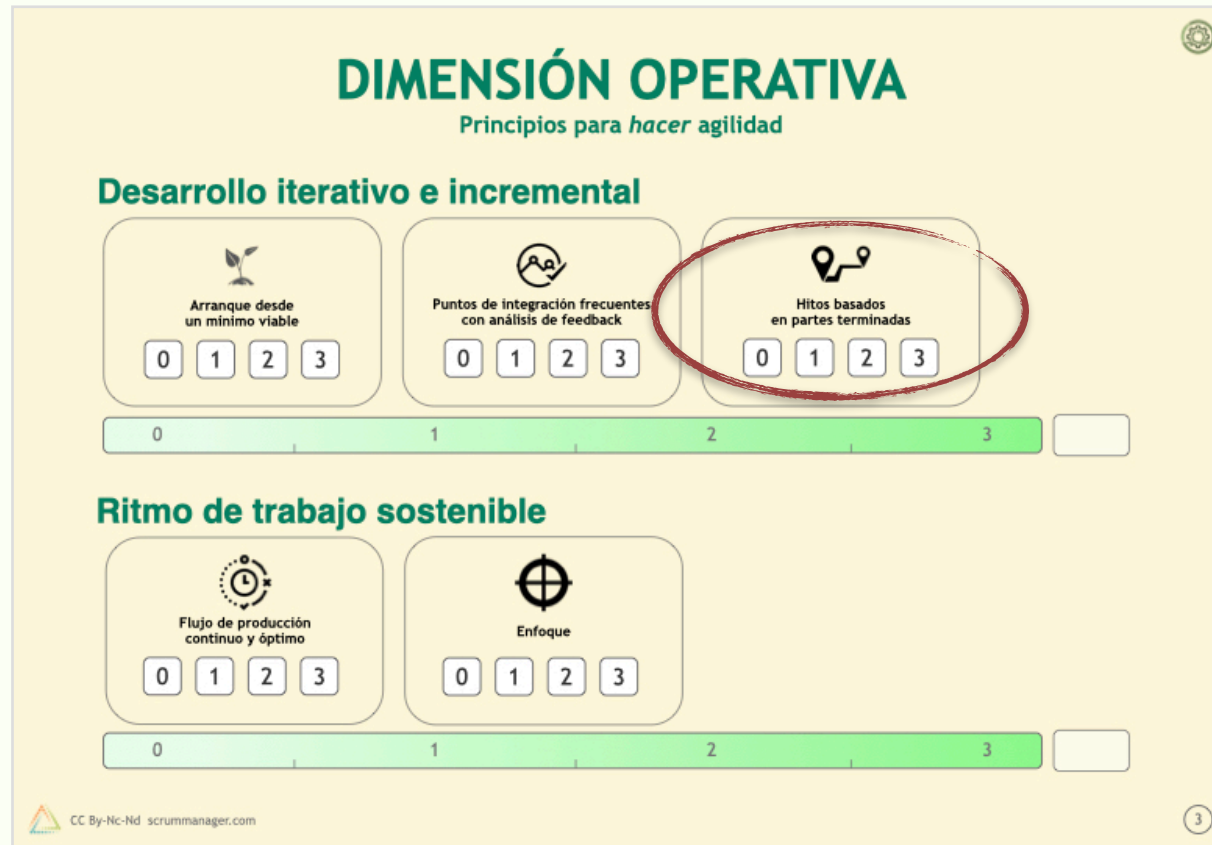 DIMENSIÓN OPERATIVA
Principios para hacer agilidad
Desarrollo iterativo e incremental
Arranque desde
un mínimo viable
0 1 2 3
Puntos de integración frecuentes
con análisis de feedback
0 1 2 3
Hitos basados
en partes terminadas
0 1 2 3
0 1 2 3
Ritmo de trabajo sostenible
Flujo de producción
continuo y óptimo
0 1 2 3
Enfoque
0 1 2 3
0 1 2 3
CC By-Nc-Nd scrummanager.com
3